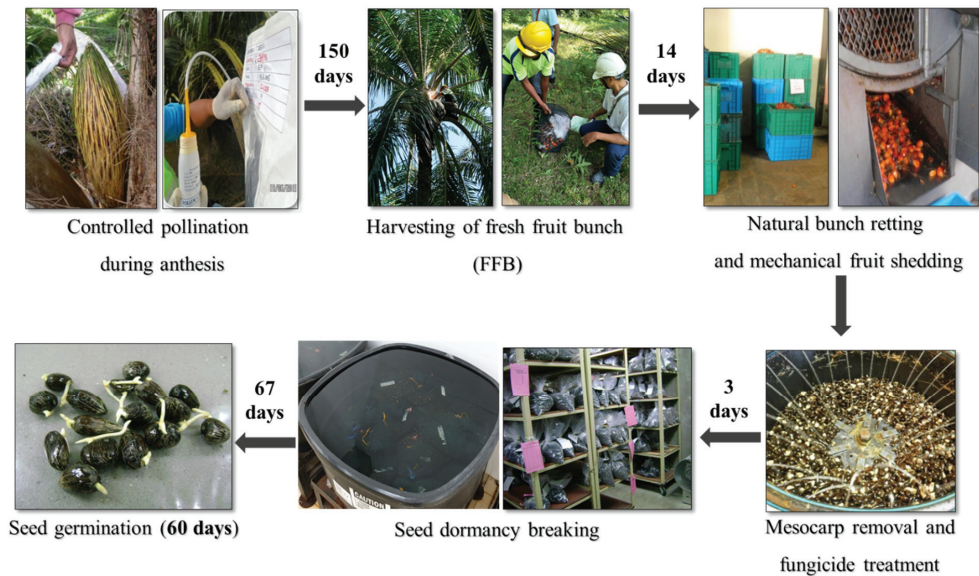 150
days
14
days
Controlled pollination
during anthesis
Harvesting of fresh fruit bunch
(FFB)
Natural bunch retting
and mechanical fruit shedding
67
days
3
days
CAUTION
Seed germination (60 days)
Seed dormancy breaking
Mesocarp removal and
fungicide treatment